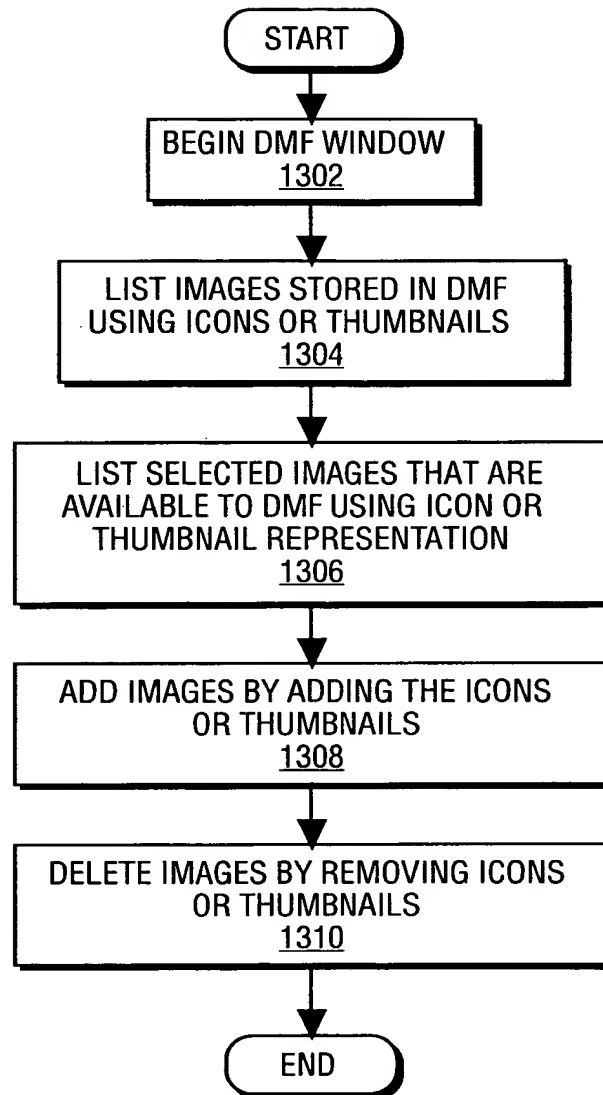 START
BEGIN DMF WINDOW
1302
LIST IMAGES STORED IN DMF
USING ICONS OR THUMBNAILS
1304
LIST SELECTED IMAGES THAT ARE
AVAILABLE TO DMF USING ICON OR
THUMBNAIL REPRESENTATION
1306
ADD IMAGES BY ADDING THE ICONS
OR THUMBNAILS
1308
DELETE IMAGES BY REMOVING ICONS
OR THUMBNAILS
1310
END